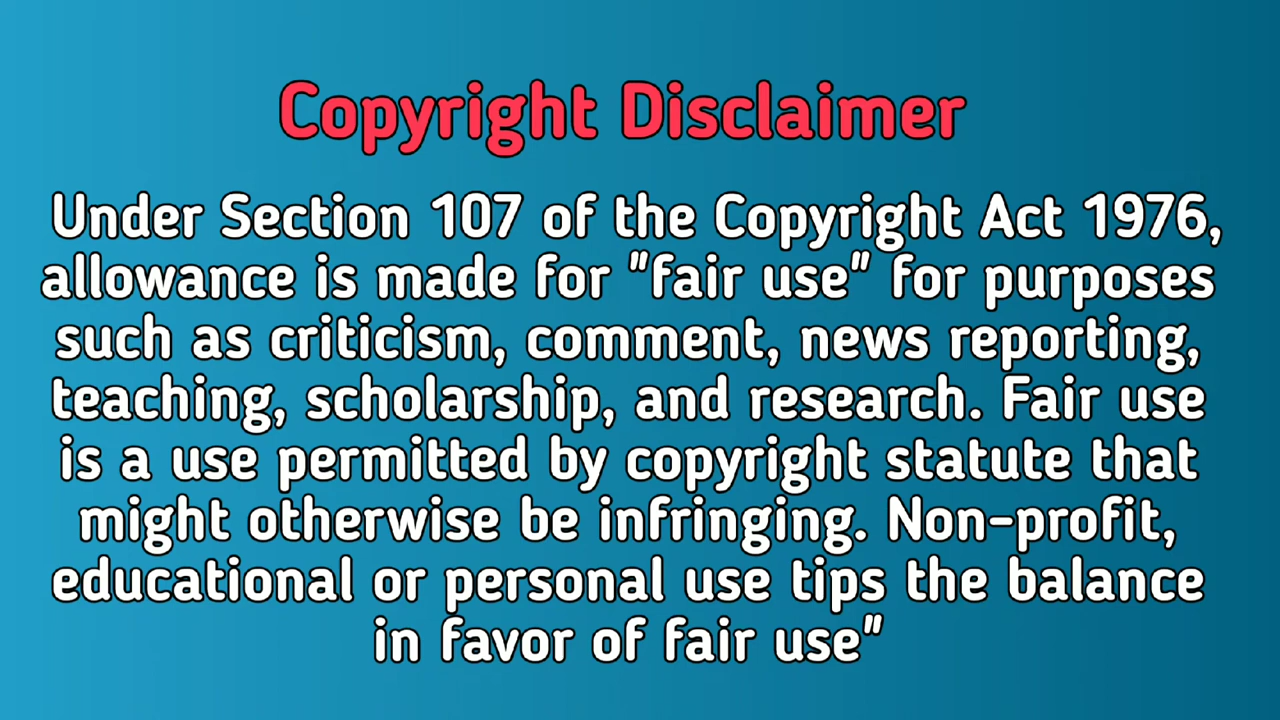 Copyright Disclaimer
Under Section 107 of the Copyright Act 1976,
allowance is made for "fair use" for purposes
such as criticism, comment, news reporting,
teaching, scholarship, and research. Fair use
is a use permitted by copyright statute that
might otherwise be infringing. Non-profit,
educational or personal use tips the balance
in favor of fair use"